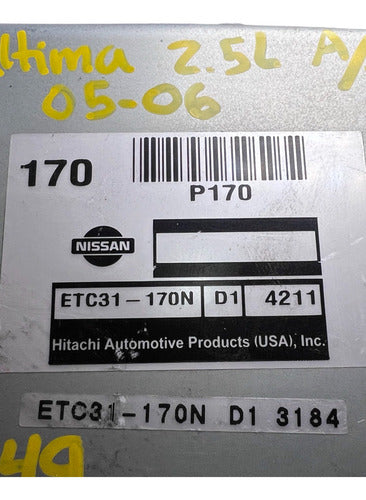 ltima 2.5L A/
05-06
170
P170
NISSAN
ETC31-170N D1 4211
Hitachi Automotive Products (USA), Inc.
ETC31-170N D1 3184
49